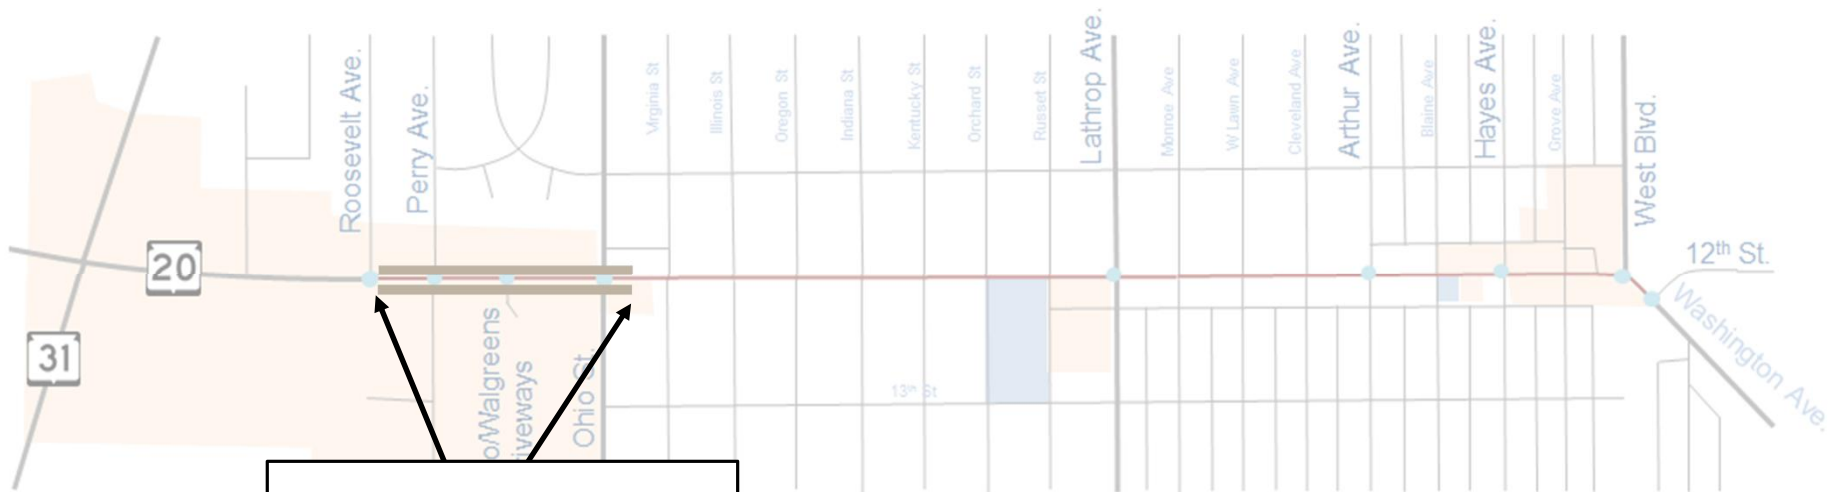 Roosevelt Ave.
Perry Ave.
Virginia St
Illinois St
Oregon St
Indiana St
Kentucky St
Orchard St
Russet St
Lathrop Ave.
Monroe Ave
W Lawn Ave
Cleveland Ave
Arthur Ave.
Blaine Ave
Hayes Ave.
Grove Ave
West Blvd.
12th St.
Washington Ave.
20
31
o/Walgreens
iveways
Ohio St.
13th St